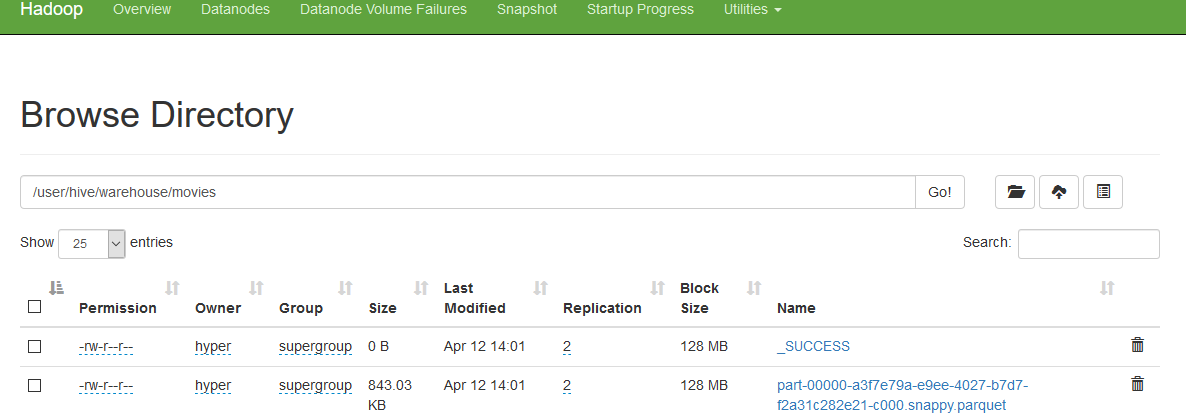 Hadoop Overview Datanodes Datanode Volume Failures Snapshot Startup Progress Utilities
Browse Directory
/user/hive/warehouse/movies Go!
Show 25 entries Search:
Permission Owner Group Size Last Modified Replication Block Size Name
-rw-r--r-- hyper supergroup 0 B Apr 12 14:01 2 128 MB _SUCCESS
-rw-r--r-- hyper supergroup 843.03 KB Apr 12 14:01 2 128 MB part-00000-a3f7e79a-e9ee-4027-b7d7-
f2a31c282e21-c000.snappy.parquet